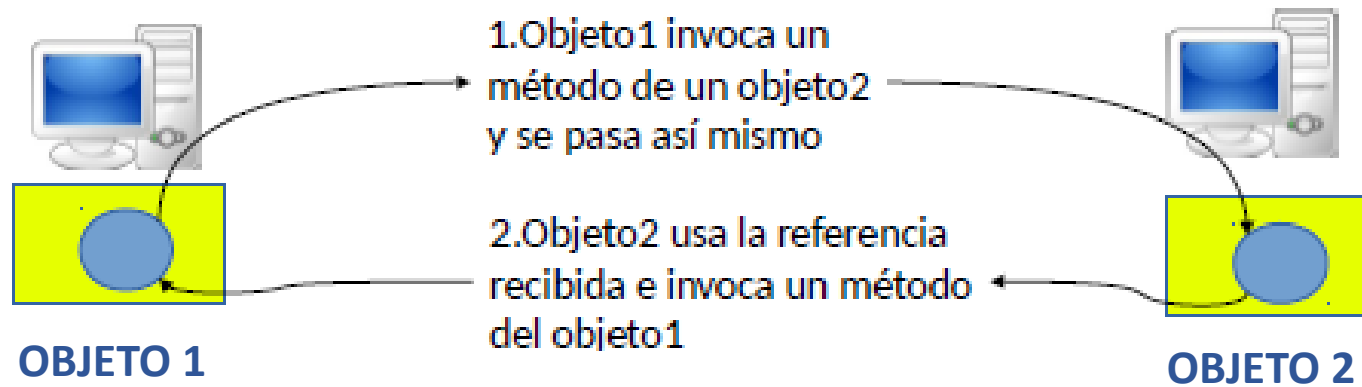 1.Objeto1 invoca un
método de un objeto2
y se pasa así mismo
2.Objeto2 usa la referencia
recibida e invoca un método
del objeto1
OBJETO 1
OBJETO 2